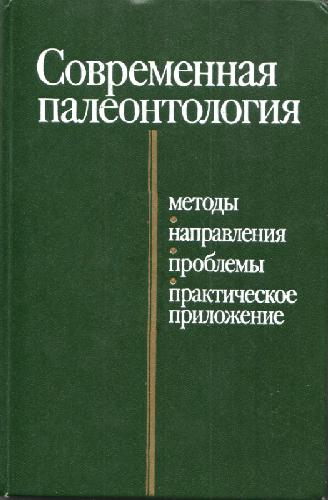 Современная
палеонтология
методы
направления
проблемы
практическое
приложение